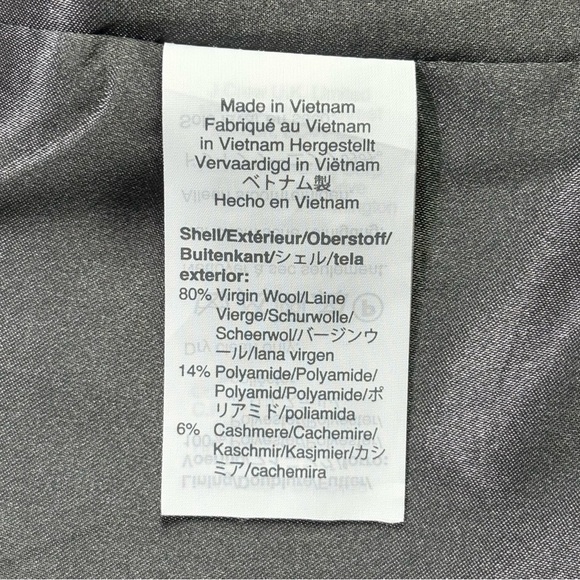 Made in Vietnam
Fabriqué au Vietnam
in Vietnam Hergestellt
Vervaardigd in Viëtnam
ベトナム製
Hecho en Vietnam
Shell/Extérieur/Oberstoff/
Buitenkant/シェル/tela
exterior:
80% Virgin Wool/Laine
Vierge/Schurwolle/
Scheerwol/バージンウ
ール/lana virgen
14% Polyamide/Polyamide/
Polyamid/Polyamide/ポ
リアミド/poliamida
6% Cashmere/Cachemire/
Kaschmir/Kasjmier/カシ
ミア/cachemira